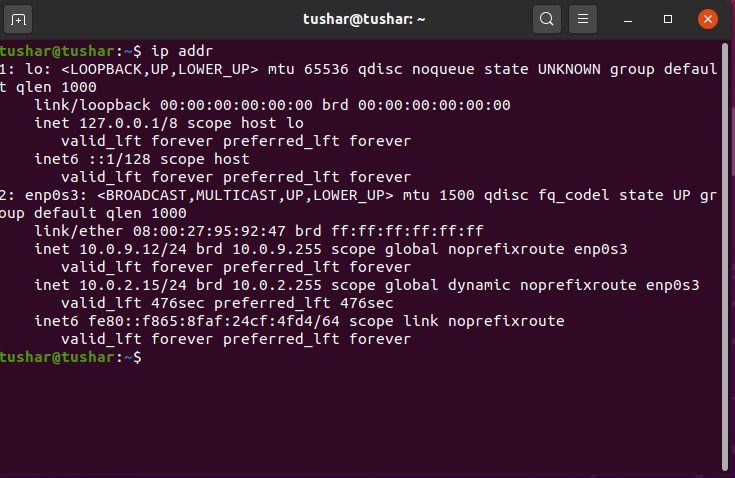 tushar@tushar: ~
tushar@tushar:~$ ip addr
1: lo: <LOOPBACK,UP,LOWER_UP> mtu 65536 qdisc noqueue state UNKNOWN group defaul
t qlen 1000
    link/loopback 00:00:00:00:00:00 brd 00:00:00:00:00:00
    inet 127.0.0.1/8 scope host lo
       valid_lft forever preferred_lft forever
    inet6 ::1/128 scope host
       valid_lft forever preferred_lft forever
2: enp0s3: <BROADCAST,MULTICAST,UP,LOWER_UP> mtu 1500 qdisc fq_codel state UP gr
oup default qlen 1000
    link/ether 08:00:27:95:92:47 brd ff:ff:ff:ff:ff:ff
    inet 10.0.9.12/24 brd 10.0.9.255 scope global noprefixroute enp0s3
       valid_lft forever preferred_lft forever
    inet 10.0.2.15/24 brd 10.0.2.255 scope global dynamic noprefixroute enp0s3
       valid_lft 476sec preferred_lft 476sec
    inet6 fe80::f865:8faf:24cf:4fd4/64 scope link noprefixroute
       valid_lft forever preferred_lft forever
tushar@tushar:~$